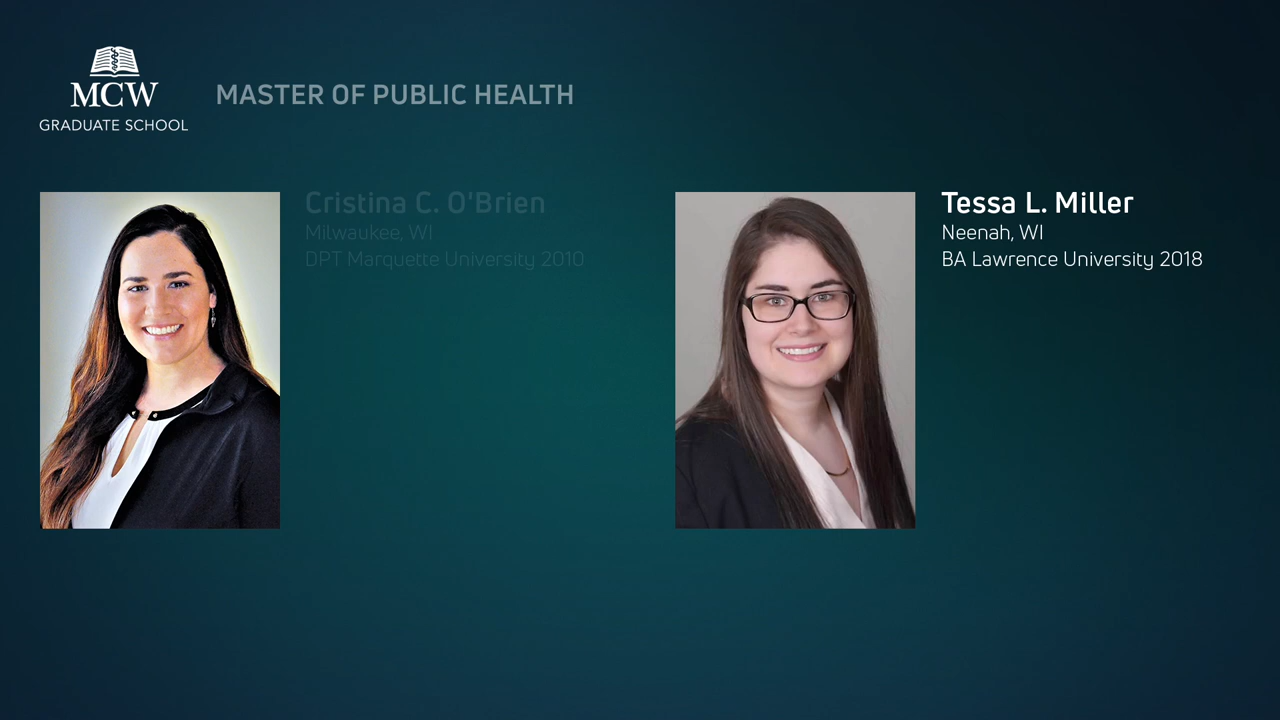 MCW
GRADUATE SCHOOL
MASTER OF PUBLIC HEALTH
Cristina C. O'Brien
Milwaukee, WI
DPT Marquette University 2010
Tessa L. Miller
Neenah, WI
BA Lawrence University 2018